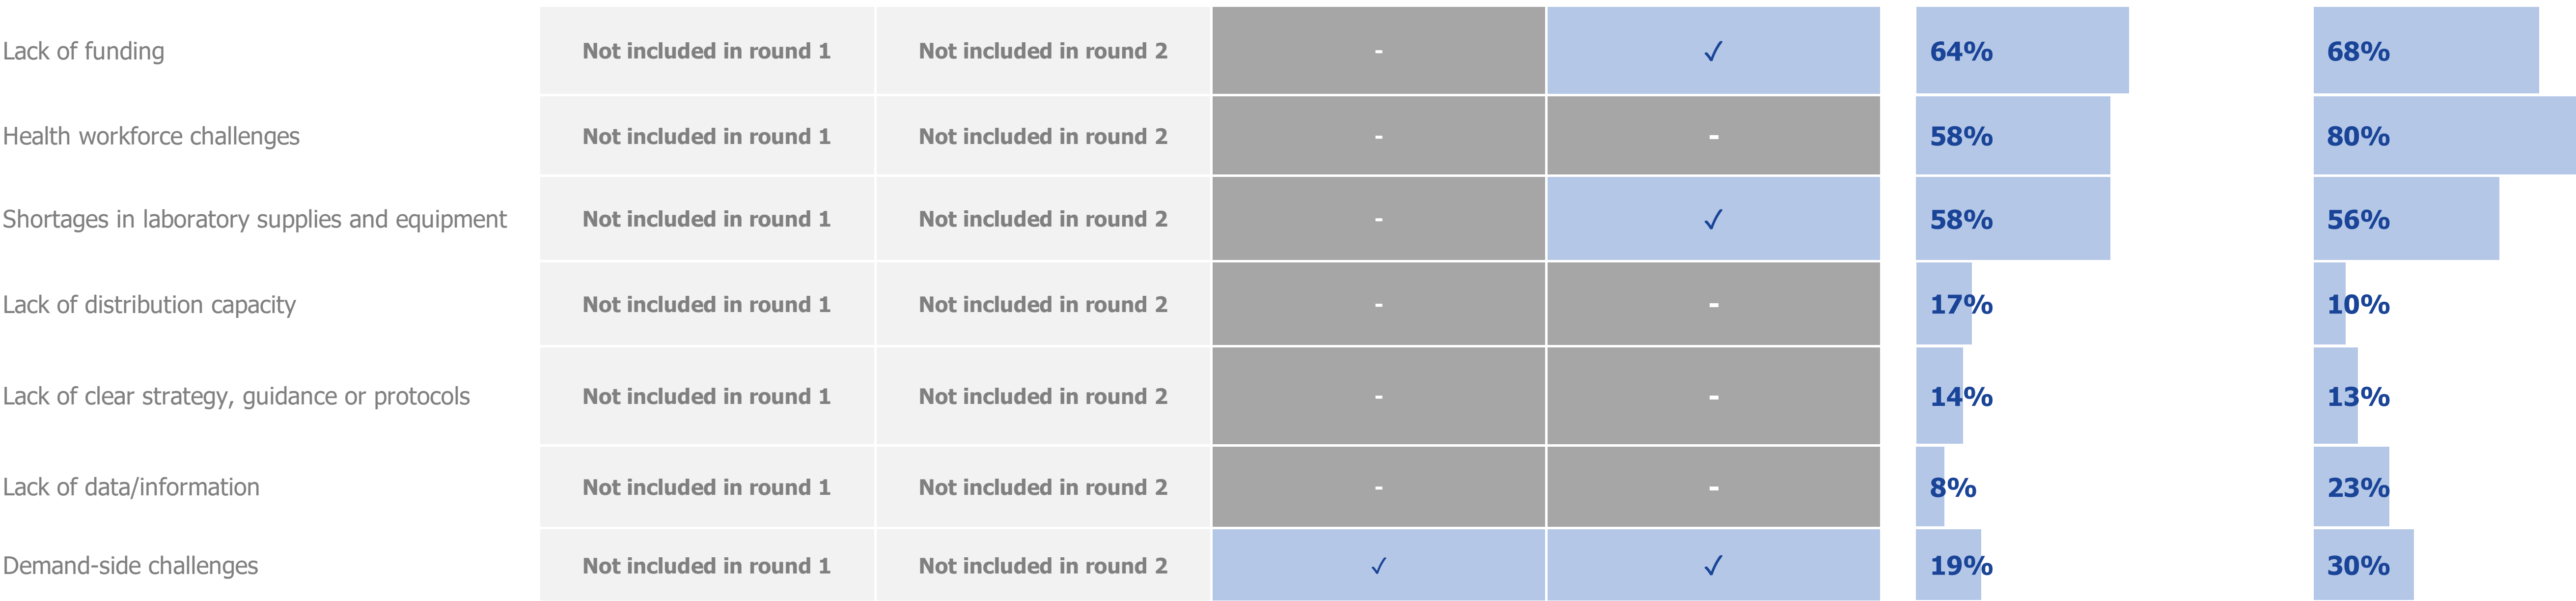 Lack of funding Not included in round 1 Not included in round 2 - ✓ 64% 68%
Health workforce challenges Not included in round 1 Not included in round 2 - - 58% 80%
Shortages in laboratory supplies and equipment Not included in round 1 Not included in round 2 - ✓ 58% 56%
Lack of distribution capacity Not included in round 1 Not included in round 2 - - 17% 10%
Lack of clear strategy, guidance or protocols Not included in round 1 Not included in round 2 - - 14% 13%
Lack of data/information Not included in round 1 Not included in round 2 - - 8% 23%
Demand-side challenges Not included in round 1 Not included in round 2 ✓ ✓ 19% 30%